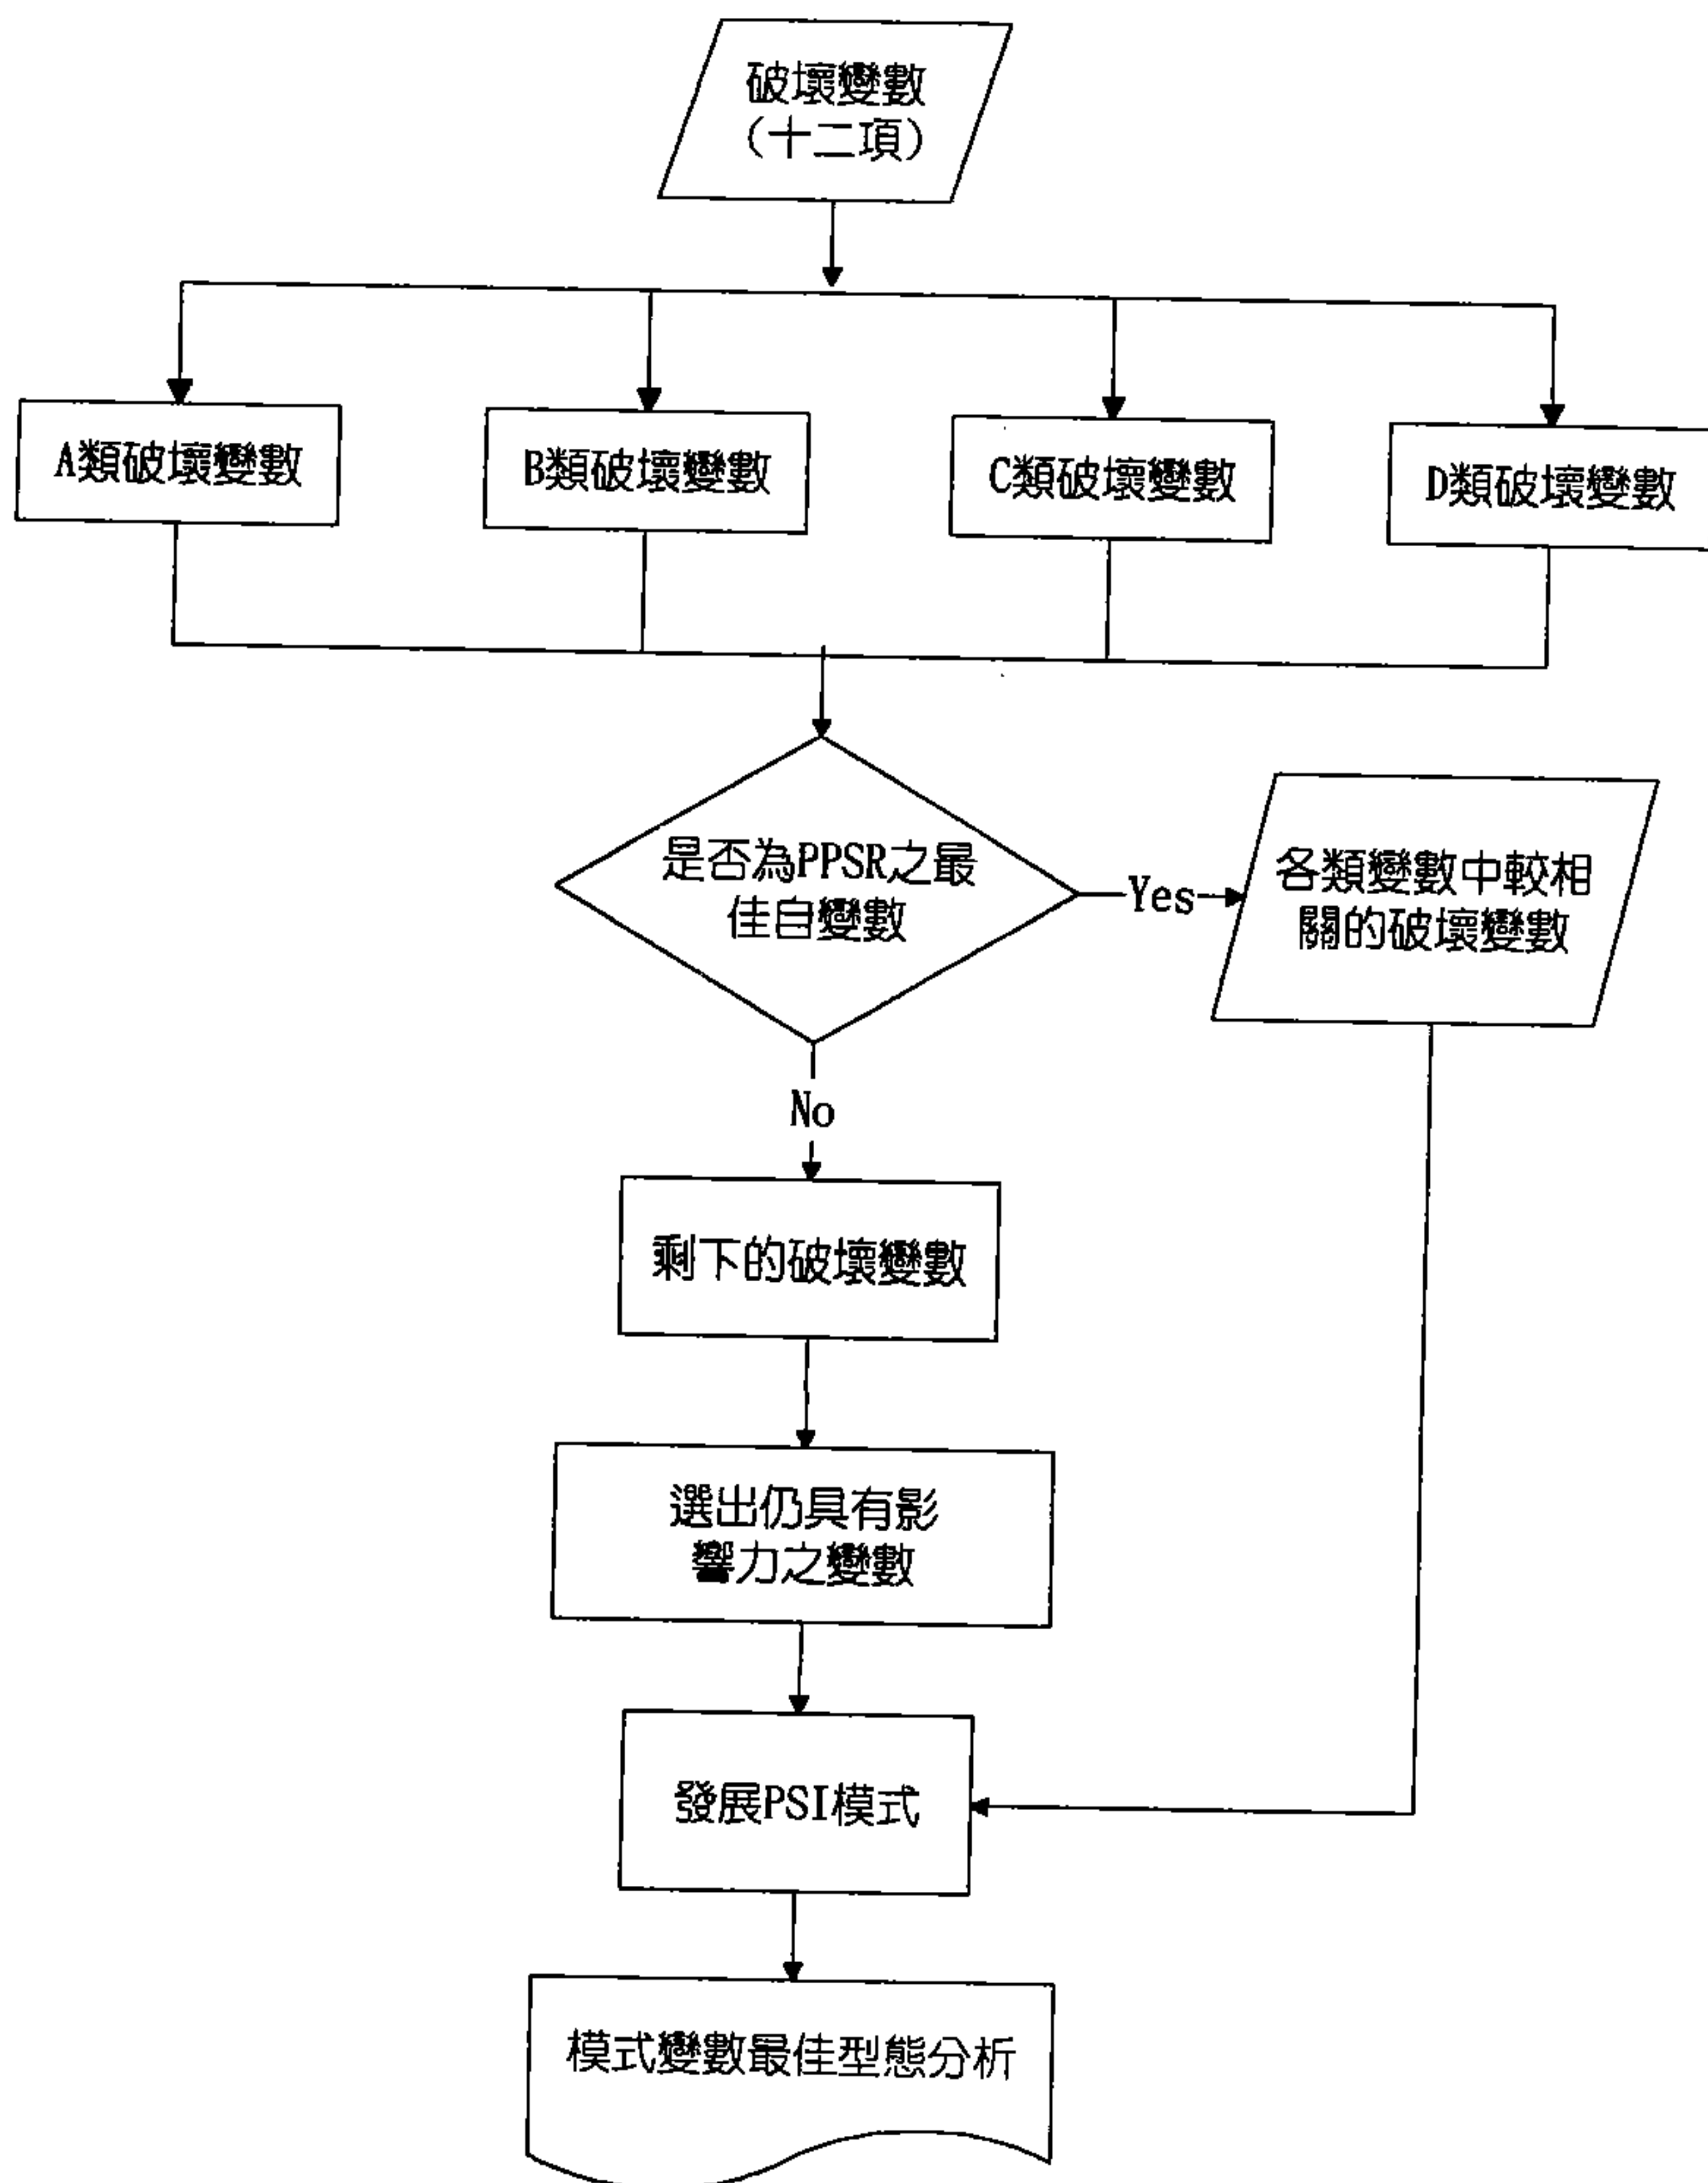 破壞變數
(十二項)
A類破壞變數
B類破壞變數
C類破壞變數
D類破壞變數
是否為PPSR之最
佳自變數
Yes
各類變數中較相
關的破壞變數
No
剩下的破壞變數
選出仍具有影
響力之變數
發展PSI模式
模式變數最佳型態分析